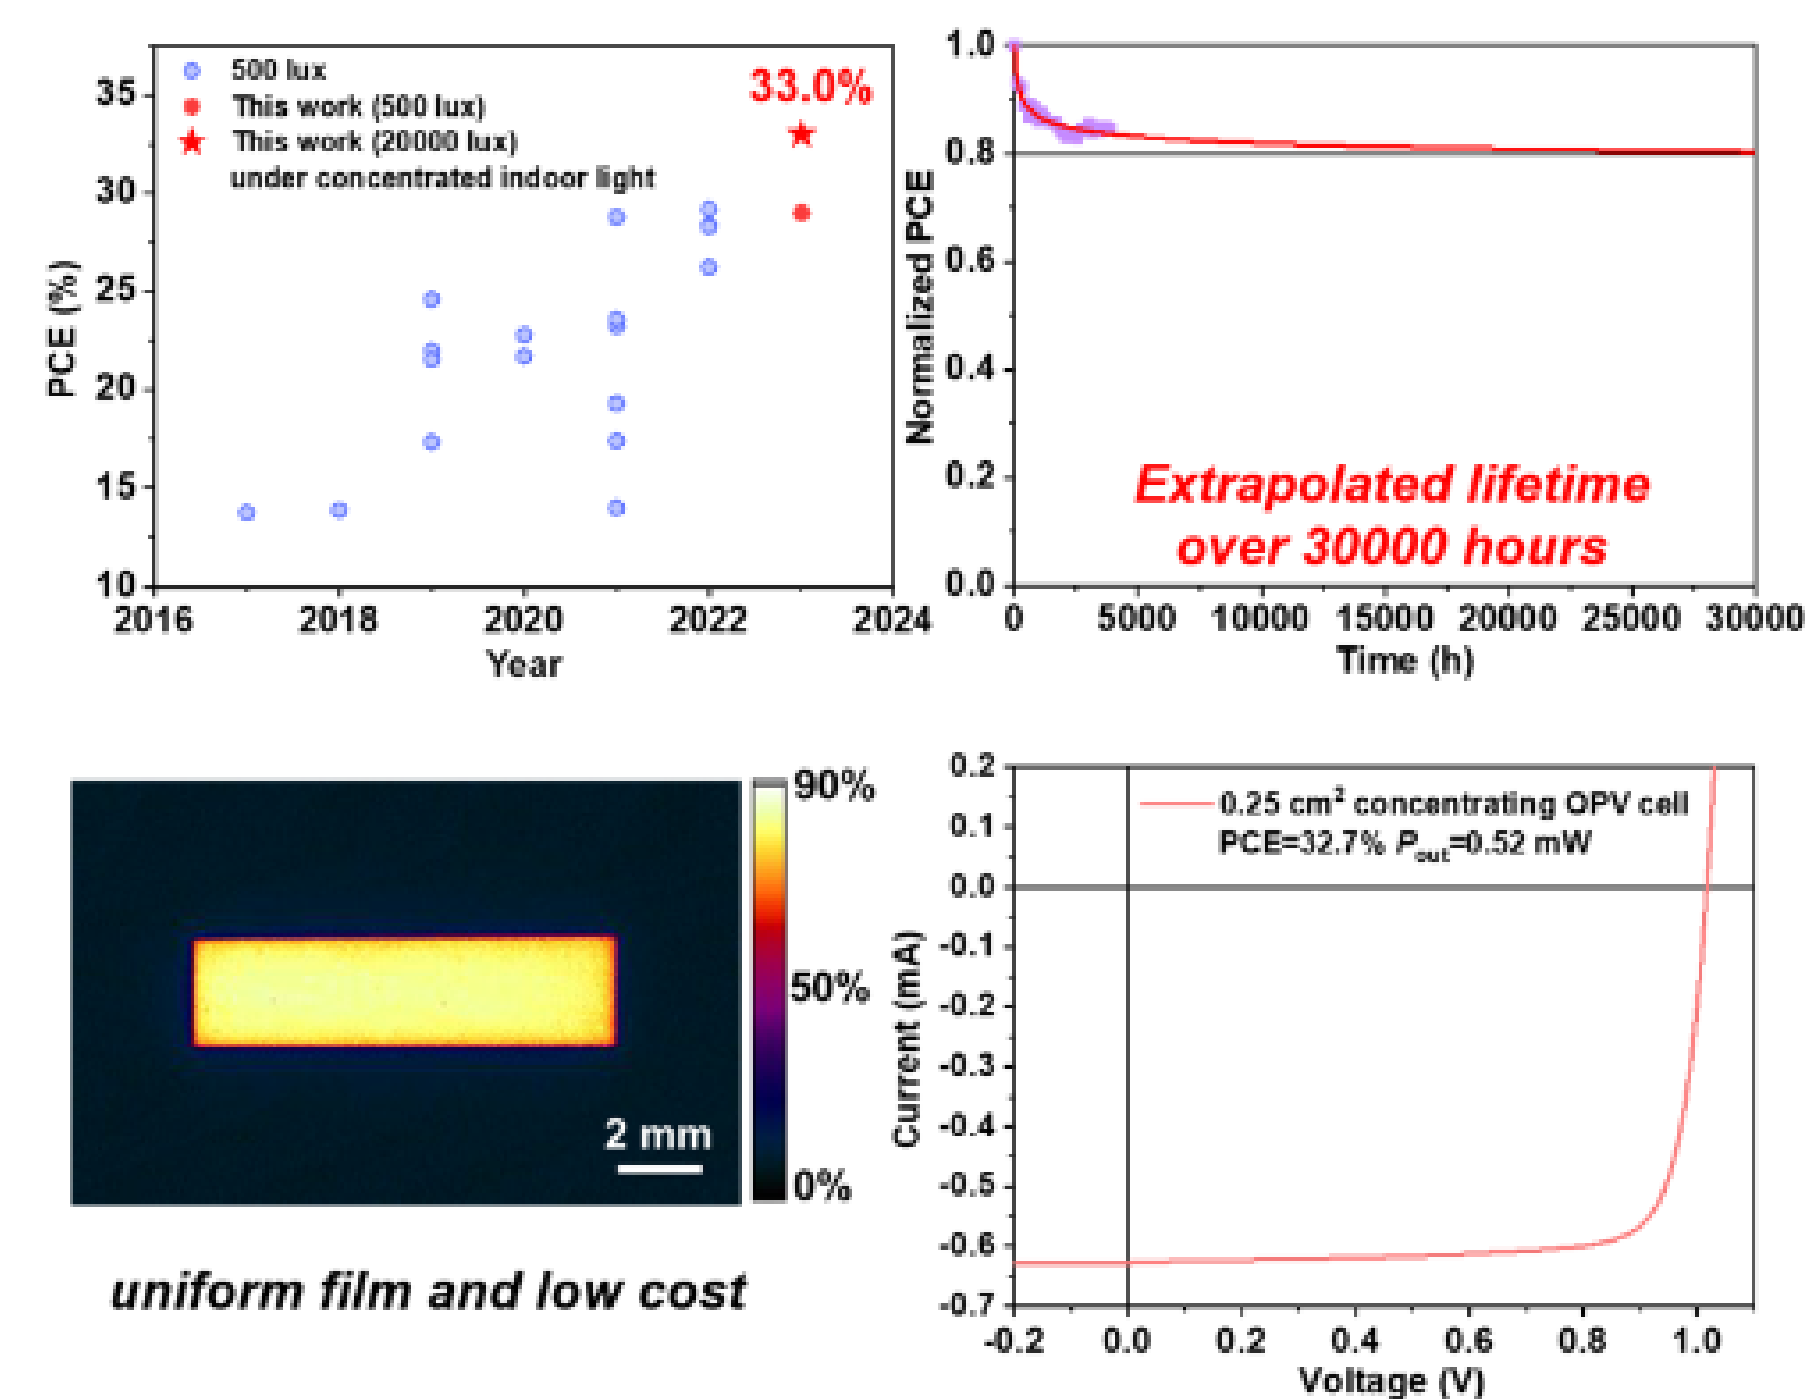 500 lux
This work (500 lux)
This work (20000 lux)
under concentrated indoor light
33.0%
35
30
25
20
15
10
PCE (%)
2016
2018
2020
2022
2024
Year
1.0
0.8
0.6
0.4
0.2
0.0
Normalized PCE
Extrapolated lifetime
over 30000 hours
0
5000
10000
15000
20000
25000
30000
Time (h)
90%
50%
0%
2 mm
uniform film and low cost
0.25 cm² concentrating OPV cell
PCE=32.7% Pout=0.52 mW
0.2
0.1
0.0
-0.1
-0.2
-0.3
-0.4
-0.5
-0.6
-0.7
Current (mA)
-0.2
0.0
0.2
0.4
0.6
0.8
1.0
Voltage (V)